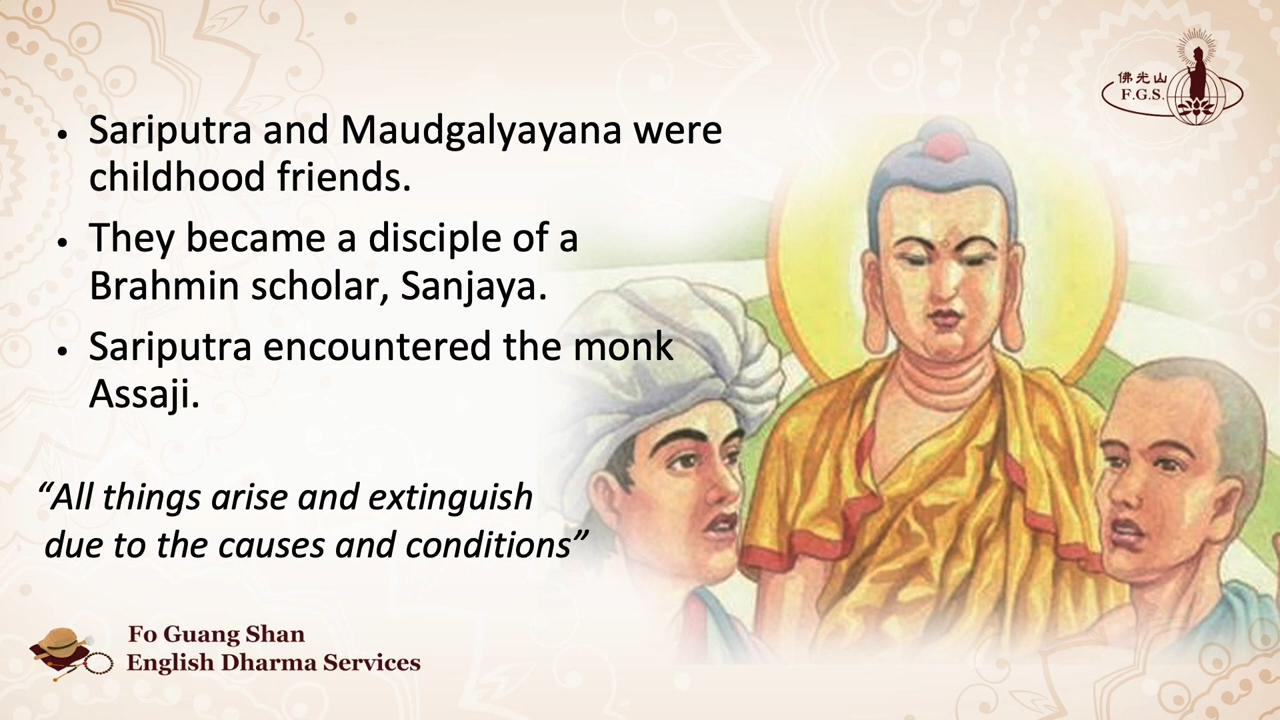 • Sariputra and Maudgalyayana were
childhood friends.
• They became a disciple of a
Brahmin scholar, Sanjaya.
• Sariputra encountered the monk
Assaji.
“All things arise and extinguish
due to the causes and conditions”
佛光山
F.G.S.
Fo Guang Shan
English Dharma Services